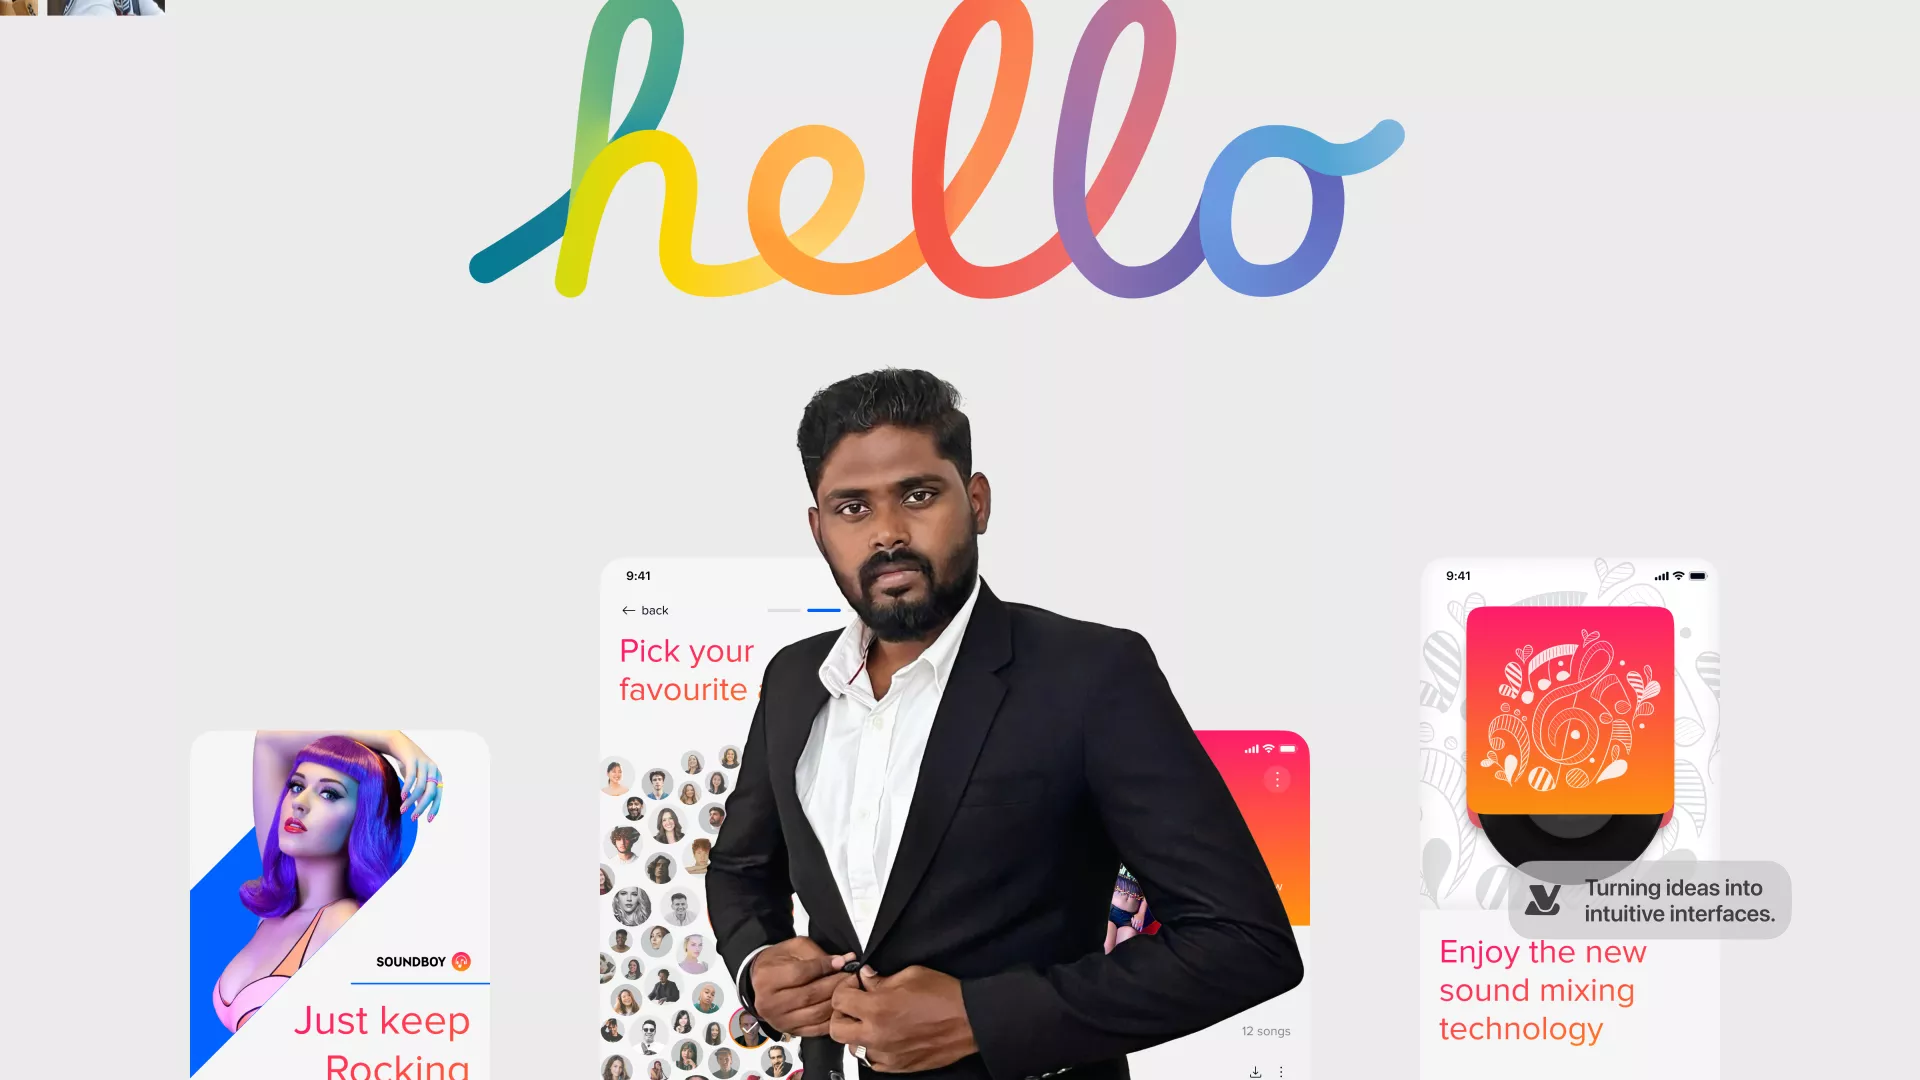 hello
9:41
back
Pick your
favourite
9:41
SOUNDBOY
Just keep
Rocking
12 songs
Turning ideas into
intuitive interfaces.
Enjoy the new
sound mixing
technology